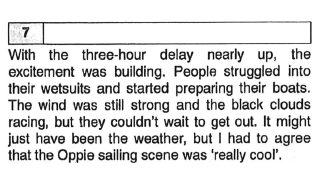 7
With the three-hour delay nearly up, the
excitement was building. People struggled into
their wetsuits and started preparing their boats.
The wind was still strong and the black clouds
racing, but they couldn't wait to get out. It might
just have been the weather, but I had to agree
that the Oppie sailing scene was 'really cool'.